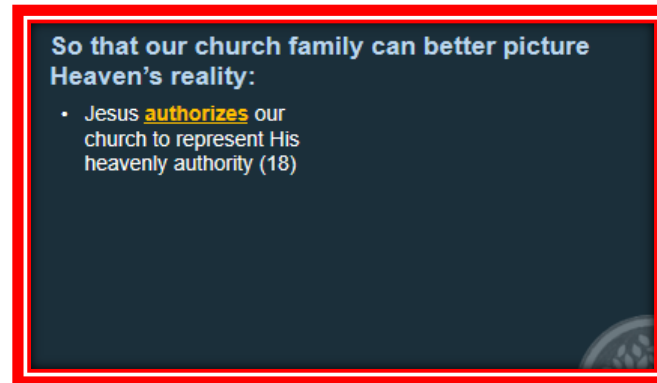 So that our church family can better picture
Heaven's reality:
• Jesus authorizes our
church to represent His
heavenly authority (18)